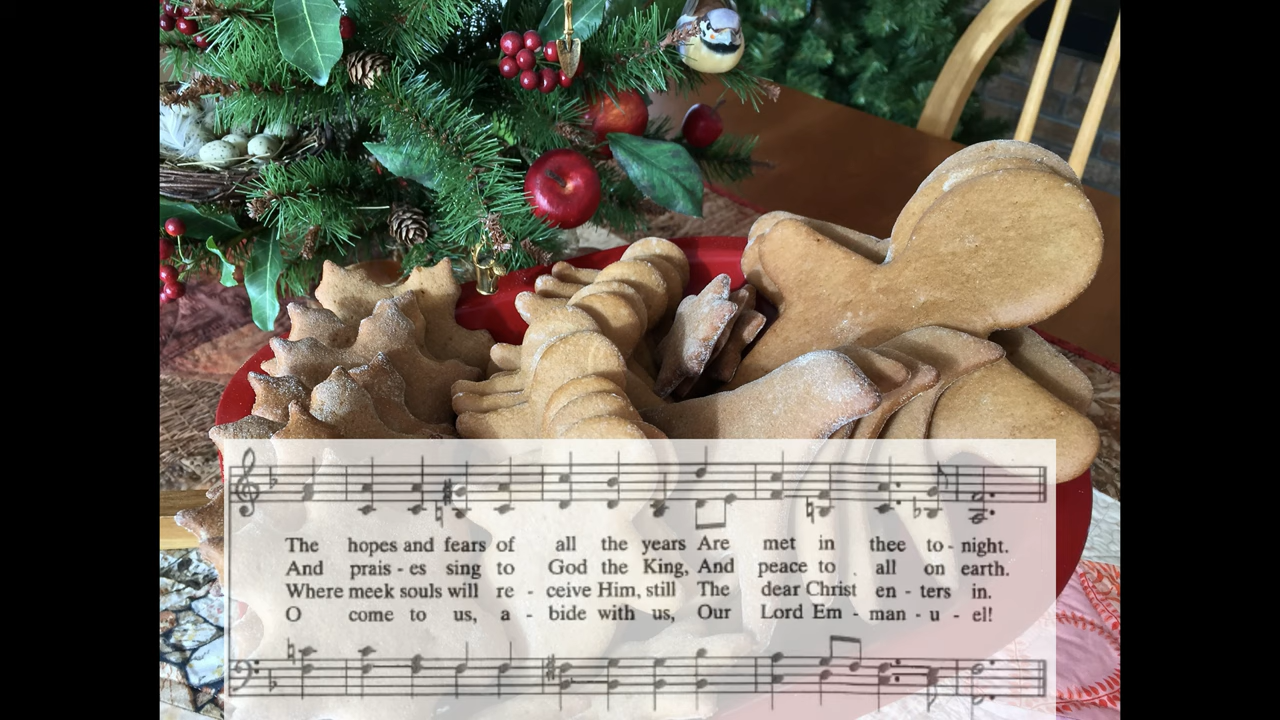 The hopes and fears of all the years Are met in thee to - night.
And prais - es sing to God the King, And peace to all on earth.
Where meek souls will re - ceive Him, still The dear Christ en - ters in.
O come to us, a - bide with us, Our Lord Em - man - u - el!